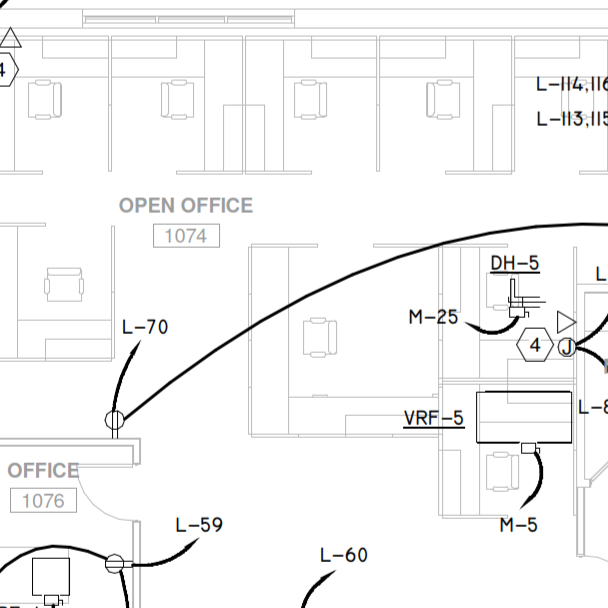 4
L-114,116
L-113,115
OPEN OFFICE
1074
DH-5
L
M-25
L-70
4
J
L-8
VRF-5
OFFICE
1076
L-59
M-5
L-60